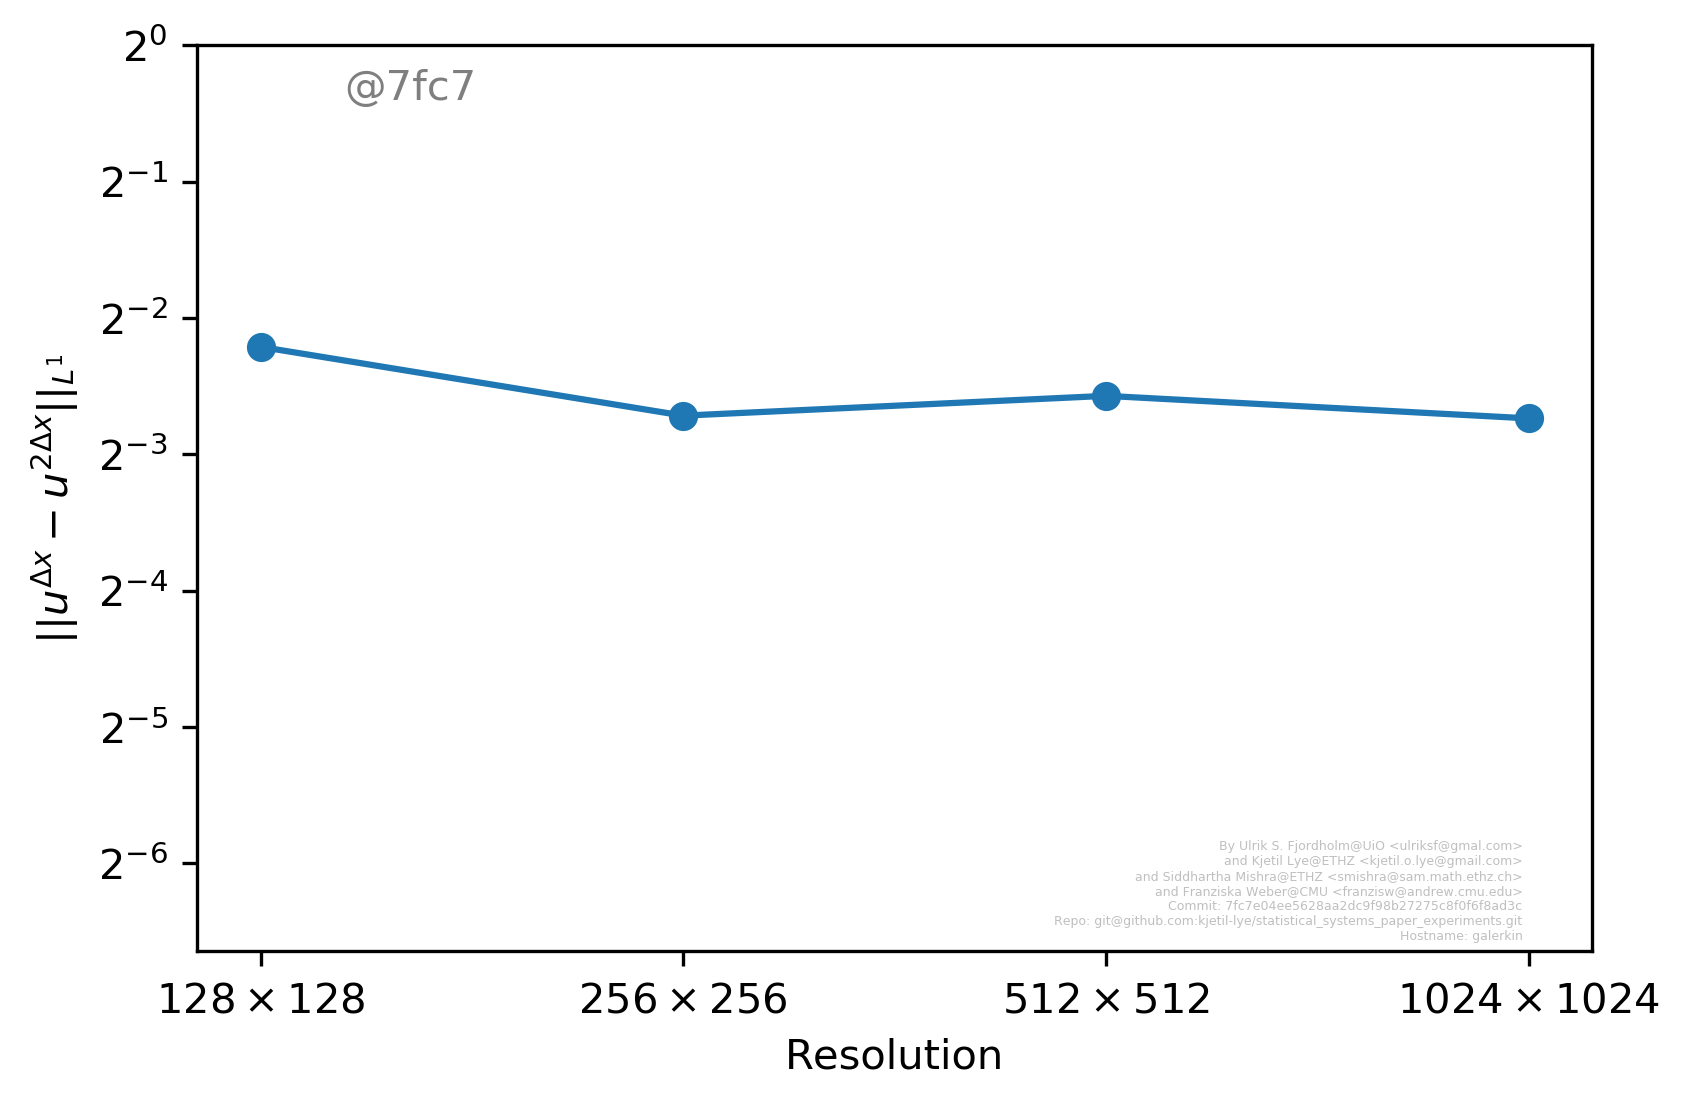 2^0
@7fc7
2^{-1}
2^{-2}
2^{-3}
2^{-4}
2^{-5}
2^{-6}
||u^{Δx} − u^{2Δx}||_{L^1}
By Ulrik S. Fjordholm@UiO <ulriksf@gmal.com>
and Kjetil Lye@ETHZ <kjetil.o.lye@gmail.com>
and Siddhartha Mishra@ETHZ <smishra@sam.math.ethz.ch>
and Franziska Weber@CMU <franzisw@andrew.cmu.edu>
Commit: 7fc7e04ee5628aa2dc9f98b27275c8f0f6f8ad3c
Repo: git@github.com:kjetil-lye/statistical_systems_paper_experiments.git
Hostname: galerkin
128 × 128 256 × 256 512 × 512 1024 × 1024
Resolution